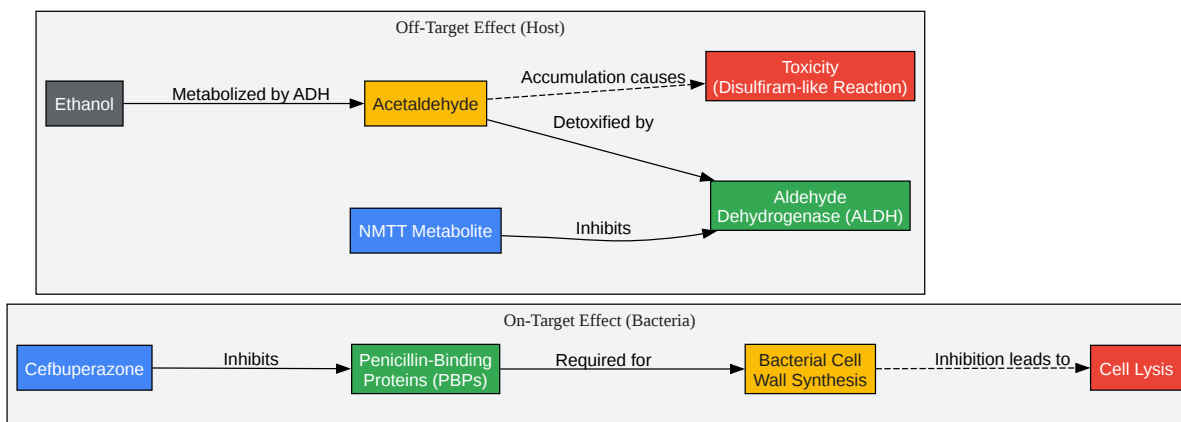 Off-Target Effect (Host)
Ethanol
Metabolized by ADH
Acetaldehyde
Accumulation causes
Toxicity
(Disulfiram-like Reaction)
Detoxified by
Aldehyde
Dehydrogenase (ALDH)
NMTT Metabolite
Inhibits
On-Target Effect (Bacteria)
Cefbuperazone
Inhibits
Penicillin-Binding
Proteins (PBPs)
Required for
Bacterial Cell
Wall Synthesis
Inhibition leads to
Cell Lysis